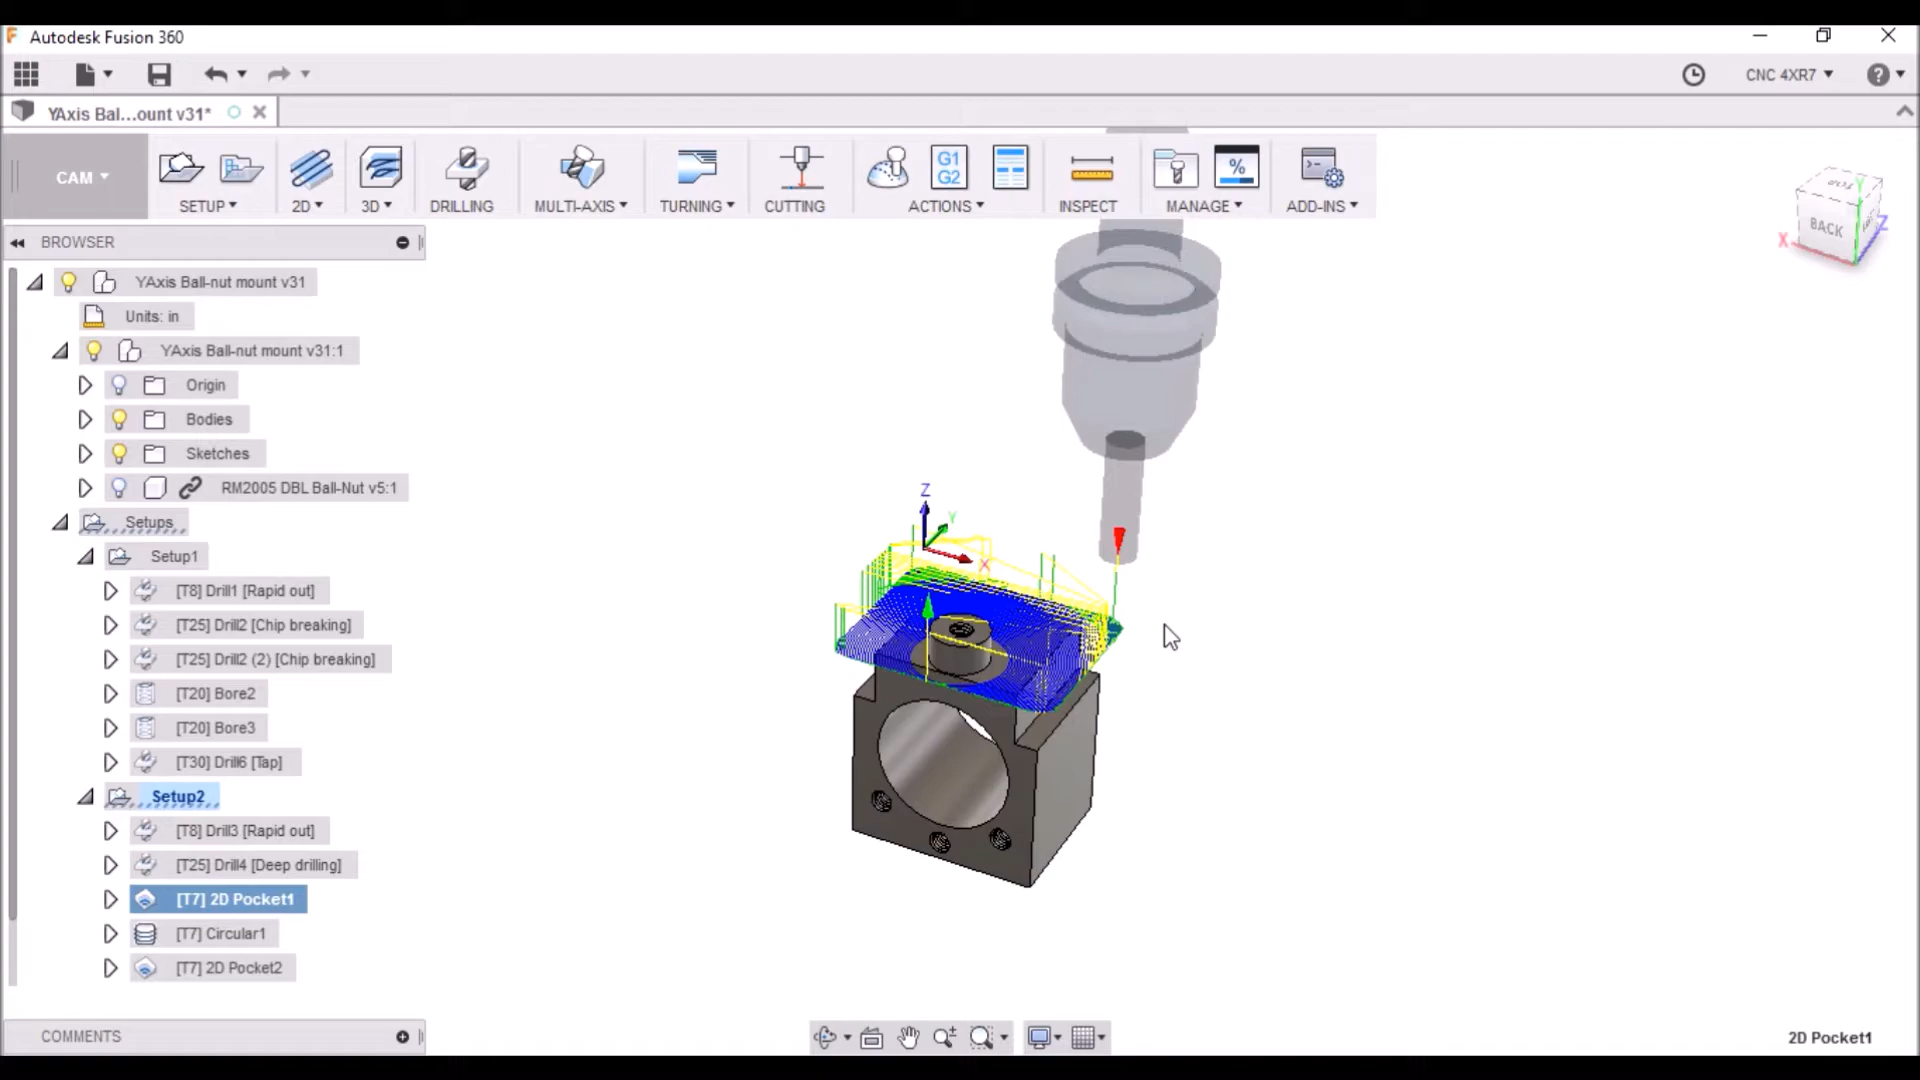 Autodesk Fusion 360
CNC 4XR7
YAxis Bal...ount v31*
CAM
SETUP
2D
3D
DRILLING
MULTI-AXIS
TURNING
CUTTING
G1
G2
ACTIONS
INSPECT
%
MANAGE
ADD-INS
TOP
BACK
X
Y
Z
BROWSER
YAxis Ball-nut mount v31
Units: in
YAxis Ball-nut mount v31:1
Origin
Bodies
Sketches
RM2005 DBL Ball-Nut v5:1
Setups
Setup1
[T8] Drill1 [Rapid out]
[T25] Drill2 [Chip breaking]
[T25] Drill2 (2) [Chip breaking]
[T20] Bore2
[T20] Bore3
[T30] Drill6 [Tap]
Setup2
[T8] Drill3 [Rapid out]
[T25] Drill4 [Deep drilling]
[T7] 2D Pocket1
[T7] Circular1
[T7] 2D Pocket2
Z
Y
X
COMMENTS
2D Pocket1